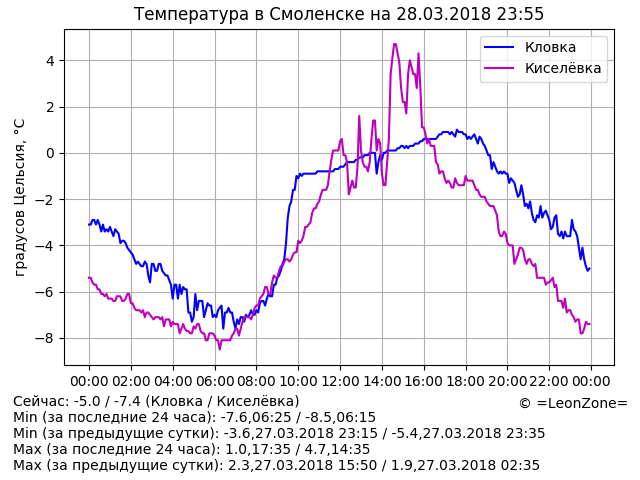 Температура в Смоленске на 28.03.2018 23:55
Кловка
Киселёвка
градусов Цельсия, °C
4
2
0
−2
−4
−6
−8
00:00 02:00 04:00 06:00 08:00 10:00 12:00 14:00 16:00 18:00 20:00 22:00 00:00
Сейчас: -5.0 / -7.4 (Кловка / Киселёвка)
© =LeonZone=
Min (за последние 24 часа): -7.6,06:25 / -8.5,06:15
Min (за предыдущие сутки): -3.6,27.03.2018 23:15 / -5.4,27.03.2018 23:35
Max (за последние 24 часа): 1.0,17:35 / 4.7,14:35
Max (за предыдущие сутки): 2.3,27.03.2018 15:50 / 1.9,27.03.2018 02:35